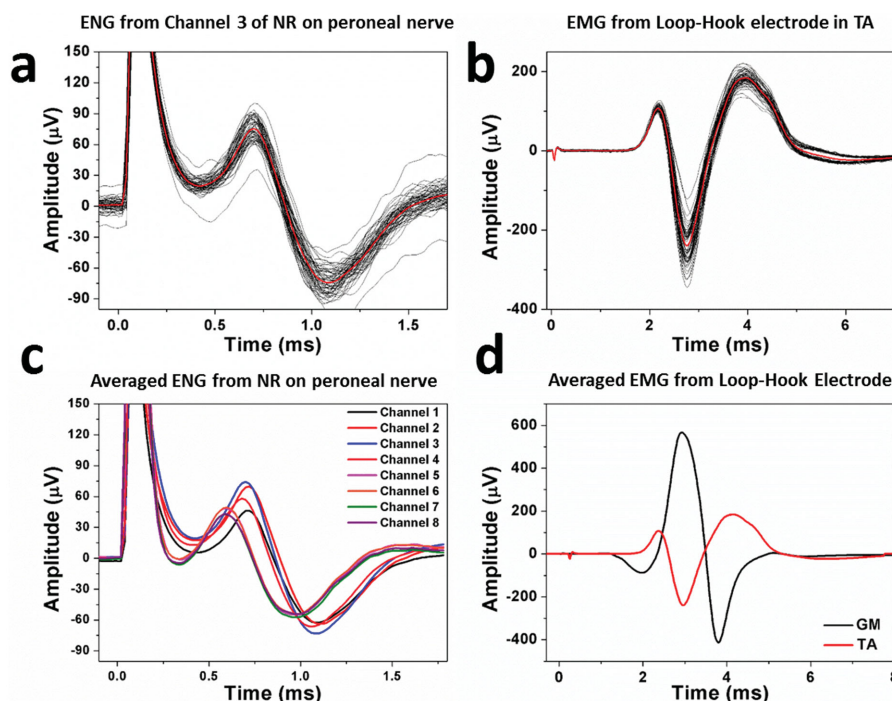 ENG from Channel 3 of NR on peroneal nerve
a
150
120
90
60
30
0
-30
-60
-90
Amplitude (μV)
0.0 0.5 1.0 1.5
Time (ms)
EMG from Loop-Hook electrode in TA
b
200
0
-200
-400
Amplitude (μV)
0 2 4 6
Time (ms)
c
Averaged ENG from NR on peroneal nerve
150
120
90
60
30
0
-30
-60
-90
Amplitude (μV)
Channel 1
Channel 2
Channel 3
Channel 4
Channel 5
Channel 6
Channel 7
Channel 8
0.0 0.5 1.0 1.5
Time (ms)
d
Averaged EMG from Loop-Hook Electrode
600
400
200
0
-200
-400
Amplitude (μV)
GM
TA
0 2 4 6 8
Time (ms)